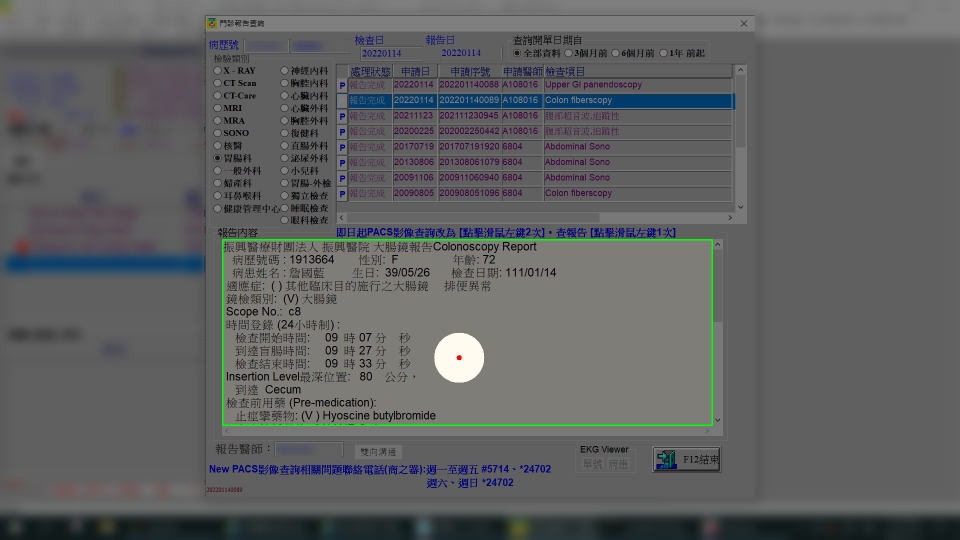 門診報告查詢
病歷號 檢查日 報告日 查詢開單日期自
20220114 20220114 全部資料 3個月前 6個月前 1年 前起
檢驗類別
X - RAY 神經內科
CT Scan 胸腔內科
CT-Care 心臟內科
MRI 心臟外科
MRA 胸腔外科
SONO 復健科
核醫 直腸外科
胃腸科 泌尿外科
一般外科 小兒科
婦產科 胃腸-外檢
耳鼻喉科 獨立檢查
健康管理中心 睡眠檢查
眼科檢查
處理狀態 申請日 申請序號 申請醫師 檢查項目
P 報告完成 20220114 202201140088 A108016 Upper GI panendoscopy
報告完成 20220114 202201140089 A108016 Colon fiberscopy
P 報告完成 20211123 202111230945 A108016 腹部超音波,追蹤性
P 報告完成 20200225 202002250442 A108016 腹部超音波,追蹤性
P 報告完成 20170719 201707191920 6804 Abdominal Sono
P 報告完成 20130806 201308061079 6804 Abdominal Sono
P 報告完成 20091106 200911060940 6804 Abdominal Sono
P 報告完成 20090805 200908051096 6804 Colon fiberscopy
報告內容 即日起PACS影像查詢改為 [點擊滑鼠左鍵2次]，查報告 [點擊滑鼠左鍵1次]
振興醫療財團法人 振興醫院 大腸鏡報告Colonoscopy Report
病歷號碼 : 1913664 性別: F 年齡: 72
病患姓名 : 詹國藍 生日: 39/05/26 檢查日期: 111/01/14
適應症: ( ) 其他臨床目的施行之大腸鏡 排便異常
鏡檢類別: (V) 大腸鏡
Scope No.: c8
時間登錄 (24小時制) :
檢查開始時間: 09 時 07 分 秒
到達盲腸時間: 09 時 27 分 秒
檢查結束時間: 09 時 33 分 秒
Insertion Level最深位置: 80 公分，
到達 Cecum
檢查前用藥 (Pre-medication):
止痙攣藥物: (V ) Hyoscine butylbromide
報告醫師： 雙向溝通 EKG Viewer
單號 病患 F12結束
New PACS影像查詢相關問題聯絡電話(喬之器):週一至週五 #5714、*24702
週六、週日 *24702
202201140089